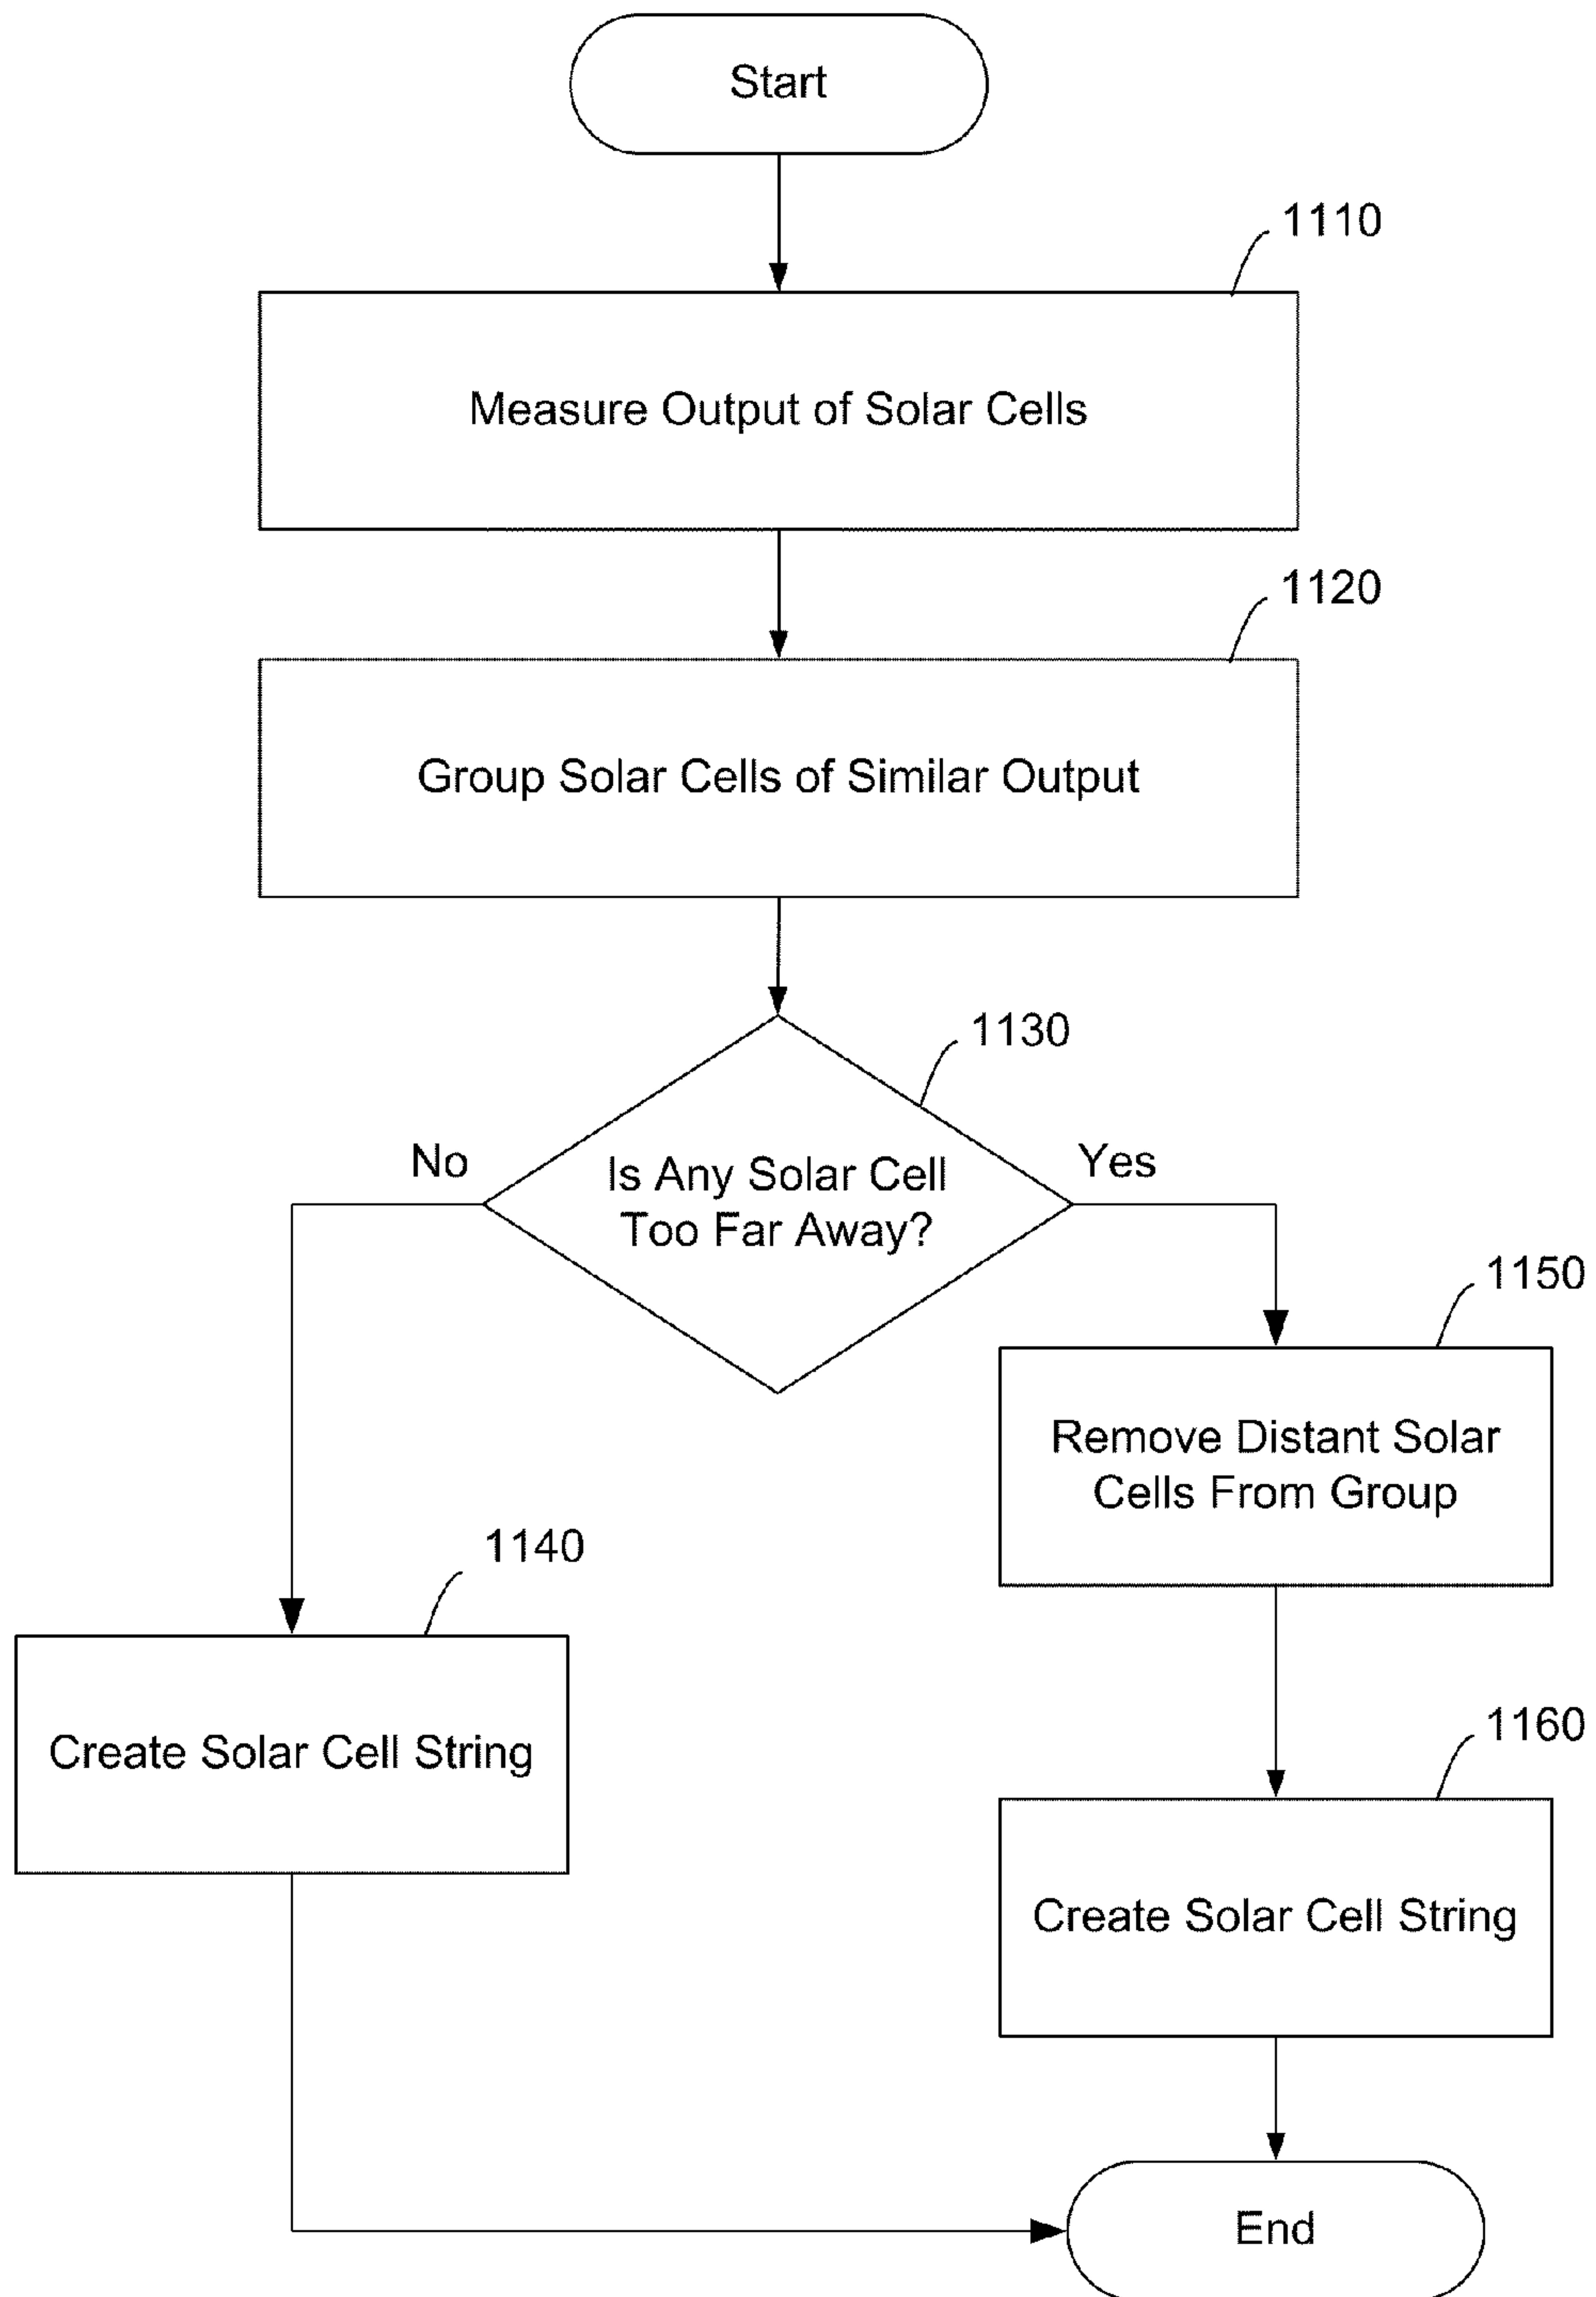 Start
1110
Measure Output of Solar Cells
1120
Group Solar Cells of Similar Output
1130
No
Is Any Solar Cell
Too Far Away?
Yes
1150
Remove Distant Solar
Cells From Group
1140
Create Solar Cell String
1160
Create Solar Cell String
End